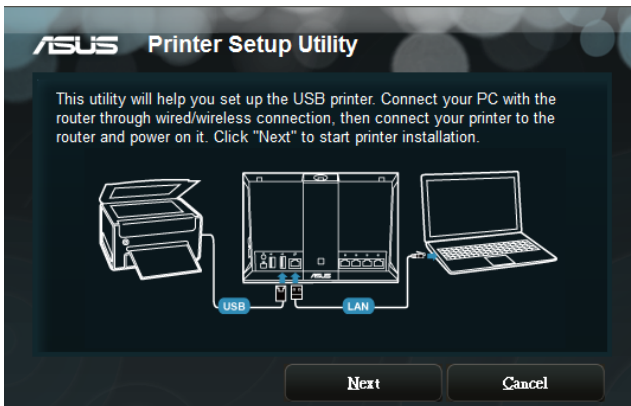 ASUS Printer Setup Utility
This utility will help you set up the USB printer. Connect your PC with the
router through wired/wireless connection, then connect your printer to the
router and power on it. Click "Next" to start printer installation.
ASUS
USB
LAN
Next
Cancel